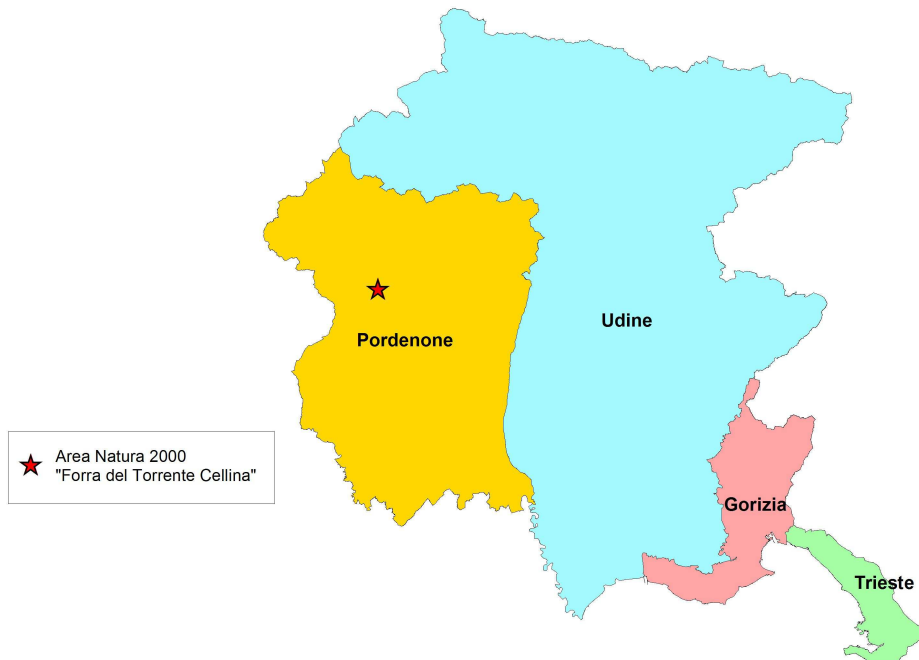 Udine
Pordenone
Area Natura 2000
"Forra del Torrente Cellina"
Gorizia
Trieste